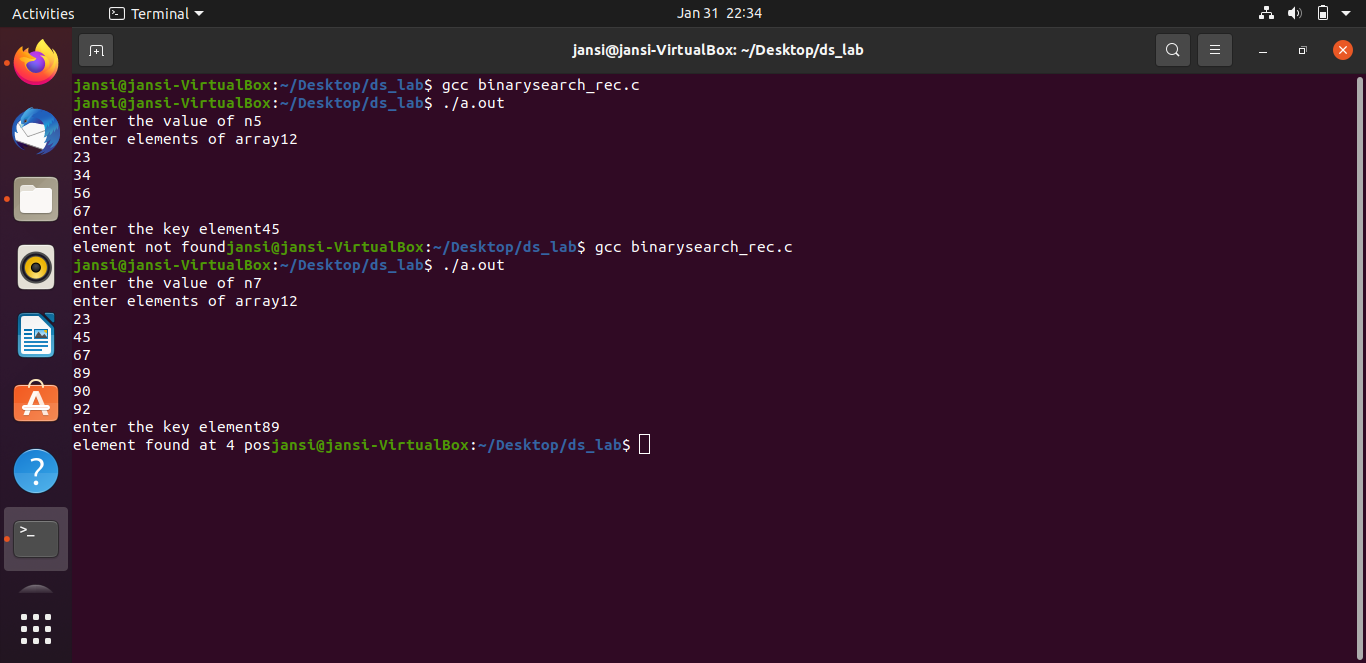 Activities Terminal Jan 31 22:34
jansi@jansi-VirtualBox: ~/Desktop/ds_lab
jansi@jansi-VirtualBox:~/Desktop/ds_lab$ gcc binarysearch_rec.c
jansi@jansi-VirtualBox:~/Desktop/ds_lab$ ./a.out
enter the value of n5
enter elements of array12
23
34
56
67
enter the key element45
element not foundjansi@jansi-VirtualBox:~/Desktop/ds_lab$ gcc binarysearch_rec.c
jansi@jansi-VirtualBox:~/Desktop/ds_lab$ ./a.out
enter the value of n7
enter elements of array12
23
45
67
89
90
92
enter the key element89
element found at 4 posjansi@jansi-VirtualBox:~/Desktop/ds_lab$